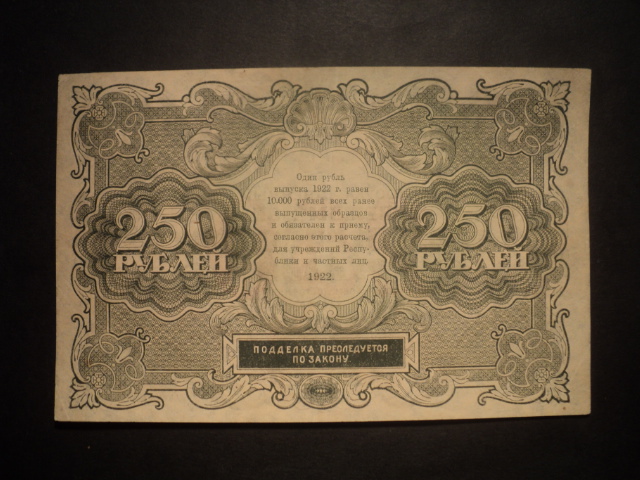 Один рубль
выпуска 1922 г. равен
10.000 рублей всех ранее
выпущенных образцов
и обязателен к приему,
согласно этого расчета,
для учреждений Респу-
блики и частных лиц.
1922.
250
РУБЛЕЙ
250
РУБЛЕЙ
ПОДДЕЛКА ПРЕСЛЕДУЕТСЯ
ПО ЗАКОНУ